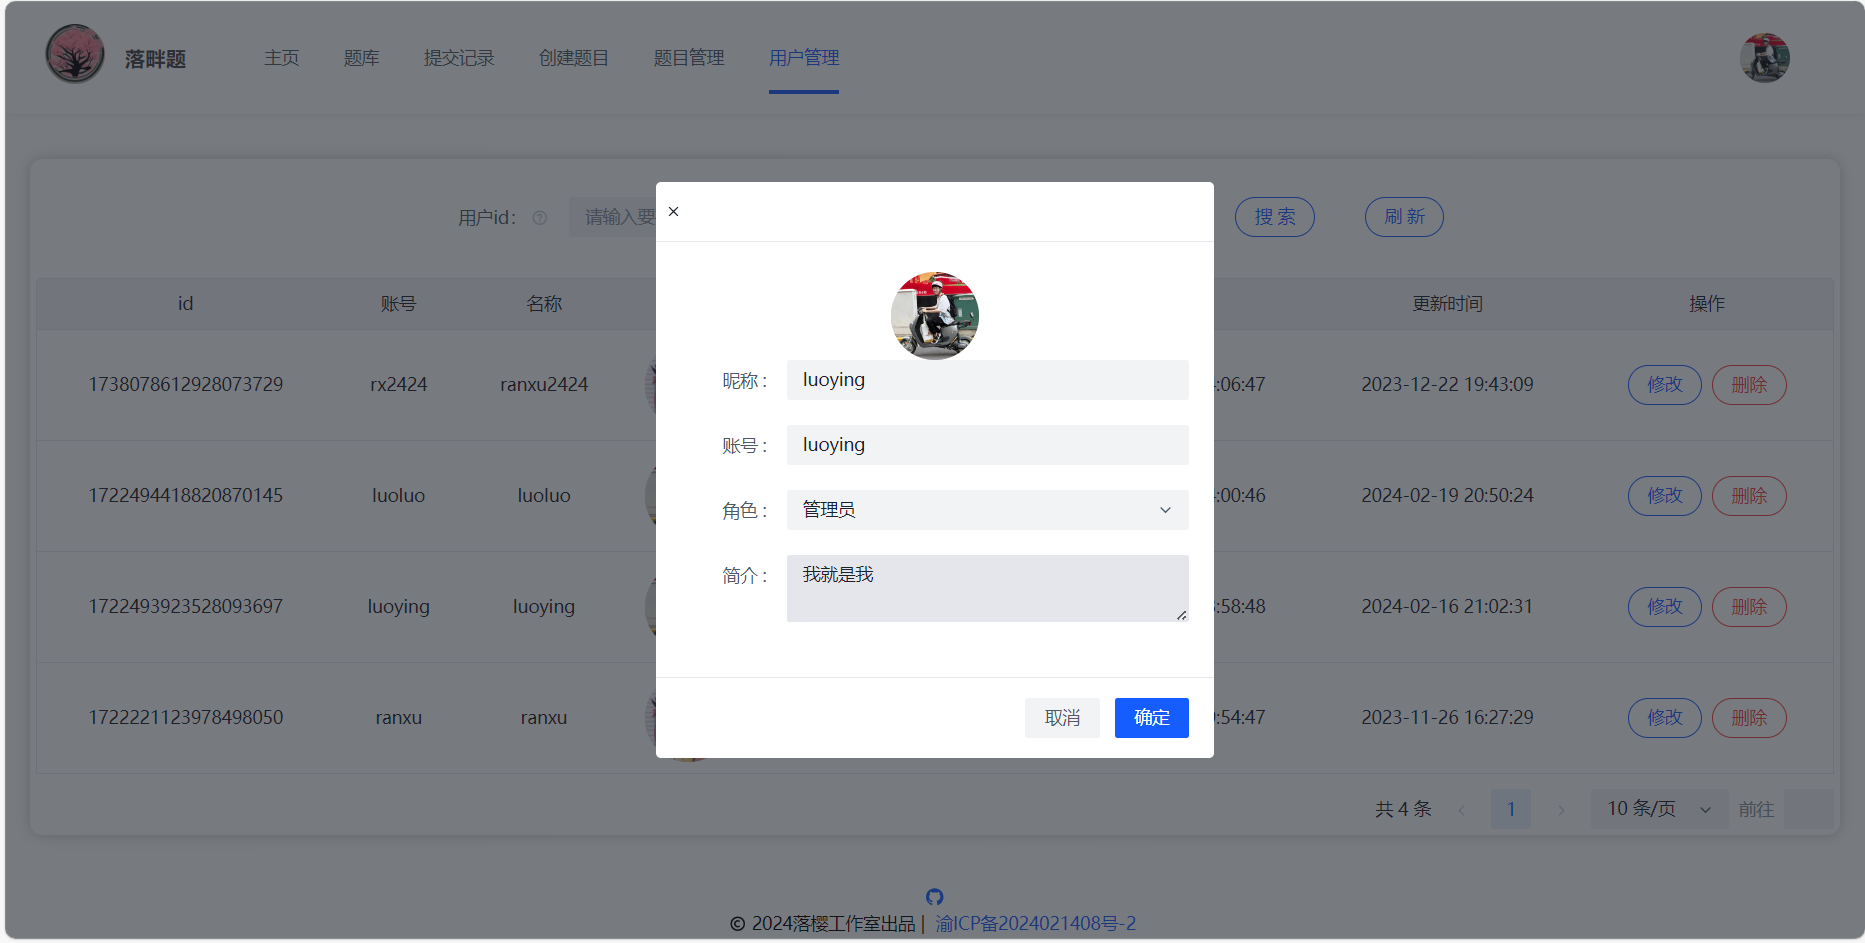 落畔题 主页 题库 提交记录 创建题目 题目管理 用户管理
用户id： 请输入要 搜 索 刷 新
id 账号 名称 更新时间 操作
1738078612928073729 rx2424 ranxu2424 :06:47 2023-12-22 19:43:09 修改 删除
1722494418820870145 luoluo luoluo :00:46 2024-02-19 20:50:24 修改 删除
1722493923528093697 luoying luoying :58:48 2024-02-16 21:02:31 修改 删除
1722221123978498050 ranxu ranxu :54:47 2023-11-26 16:27:29 修改 删除
昵称 : luoying
账号 : luoying
角色 : 管理员
简介 : 我就是我
取消 确定
共 4 条 1 10 条/页 前往
© 2024落樱工作室出品 | 渝ICP备2024021408号-2